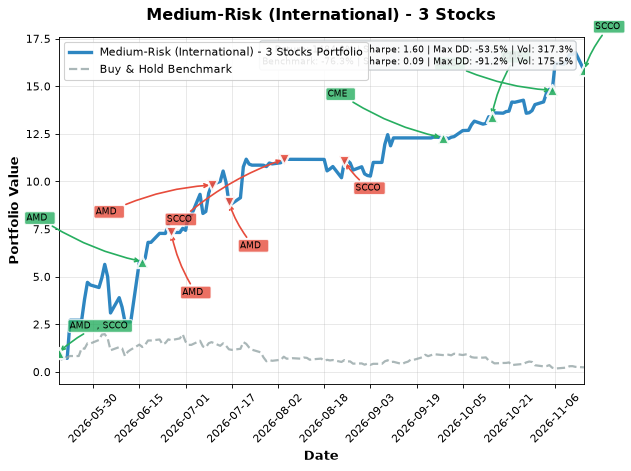 Medium-Risk (International) - 3 Stocks
SCCO
17.5
Medium-Risk (International) - 3 Stocks Portfolio
Sharpe: 1.60 | Max DD: -53.5% | Vol: 317.3%
Buy & Hold Benchmark
Benchmark: -76.3% | Sharpe: 0.09 | Max DD: -91.2% | Vol: 175.5%
15.0
CME
12.5
SCCO
10.0
AMD
SCCO
AMD
7.5
AMD
5.0
AMD
AMD , SCCO
2.5
0.0
Portfolio Value
2026-05-30
2026-06-15
2026-07-01
2026-07-17
2026-08-02
2026-08-18
2026-09-03
2026-09-19
2026-10-05
2026-10-21
2026-11-06
Date